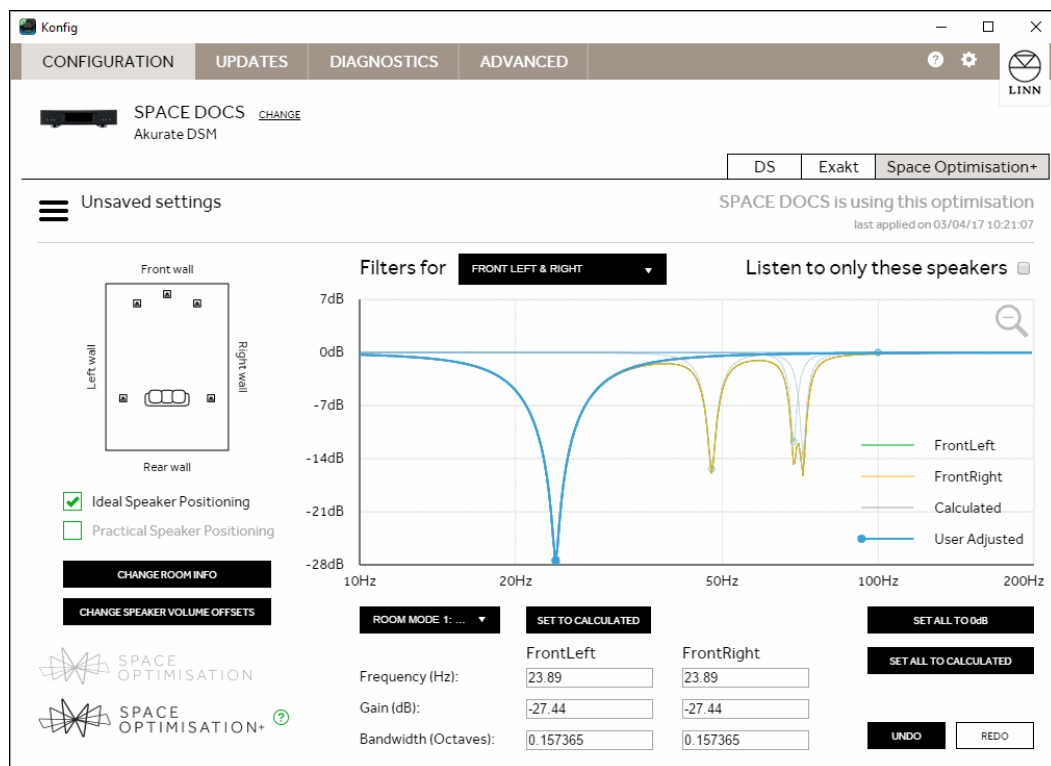 Konfig
CONFIGURATION UPDATES DIAGNOSTICS ADVANCED ?
LINN
SPACE DOCS CHANGE
Akurate DSM
DS Exakt Space Optimisation+
Unsaved settings
SPACE DOCS is using this optimisation
last applied on 03/04/17 10:21:07
Front wall
Left wall
Right wall
Rear wall
Ideal Speaker Positioning
Practical Speaker Positioning
CHANGE ROOM INFO
CHANGE SPEAKER VOLUME OFFSETS
SPACE
OPTIMISATION
SPACE
OPTIMISATION+ ?
Filters for FRONT LEFT & RIGHT
Listen to only these speakers
7dB
0dB
-7dB
-14dB
-21dB
-28dB
10Hz 20Hz 50Hz 100Hz 200Hz
FrontLeft
FrontRight
Calculated
User Adjusted
ROOM MODE 1: ... SET TO CALCULATED SET ALL TO 0dB
SET ALL TO CALCULATED
FrontLeft FrontRight
Frequency (Hz): 23.89 23.89
Gain (dB): -27.44 -27.44
Bandwidth (Octaves): 0.157365 0.157365
UNDO REDO